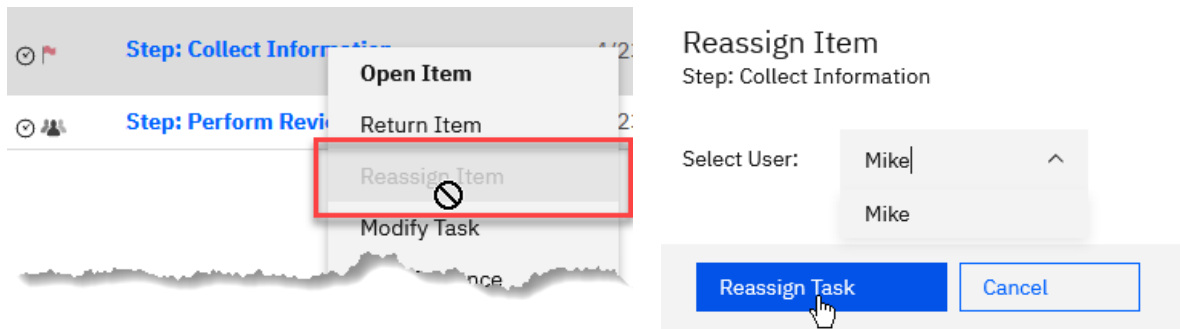 Step: Collect Information
Open Item
Return Item
Step: Perform
Reassign Item
Modify Task
Reassign Item
Step: Collect Information
Select User:
Mike
Mike
Reassign Task
Cancel